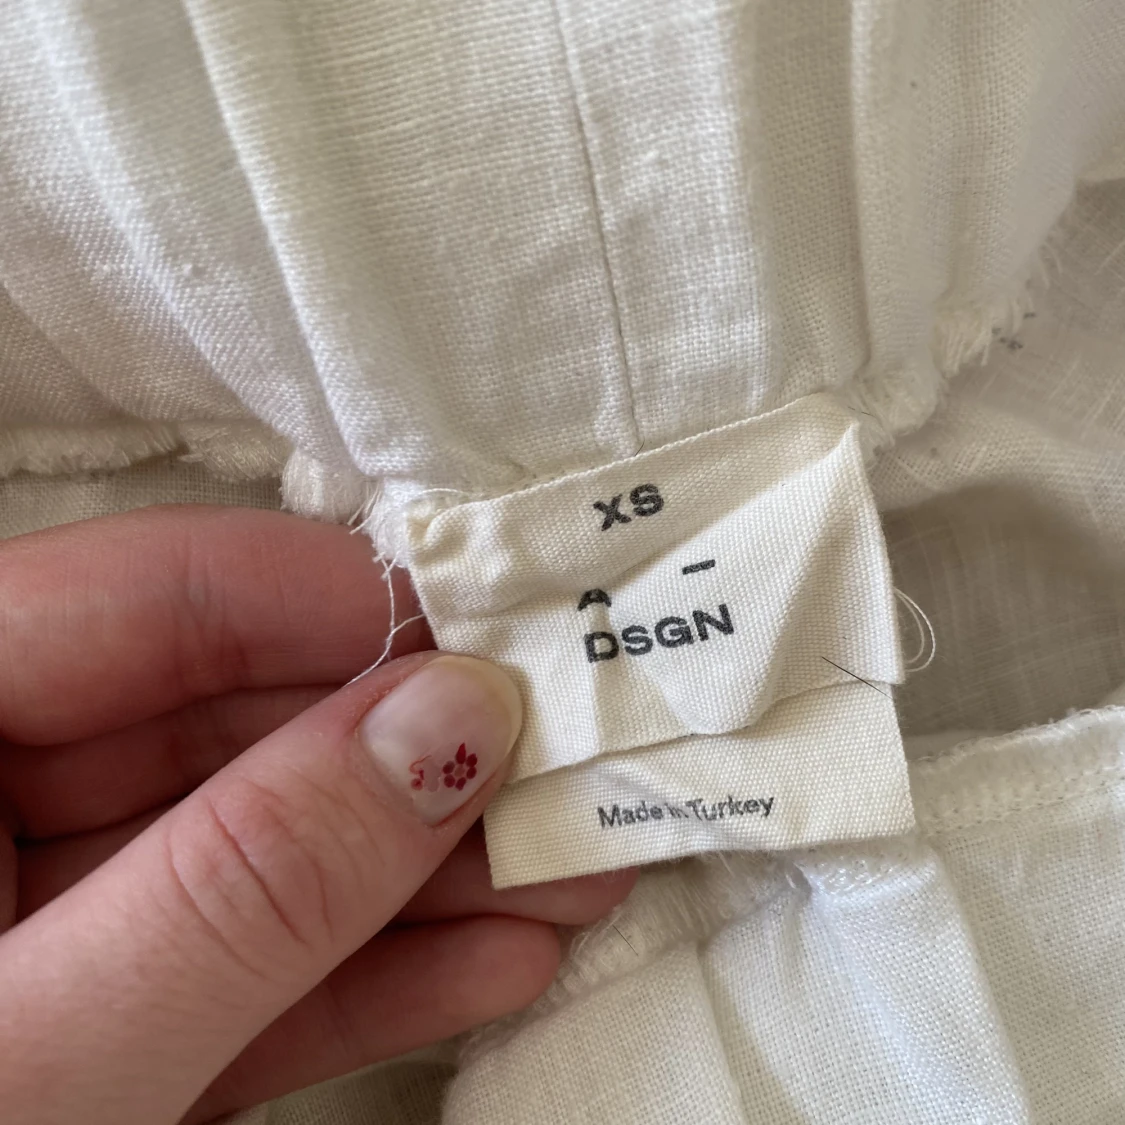 XS
A –
DSGN
Made in Turkey